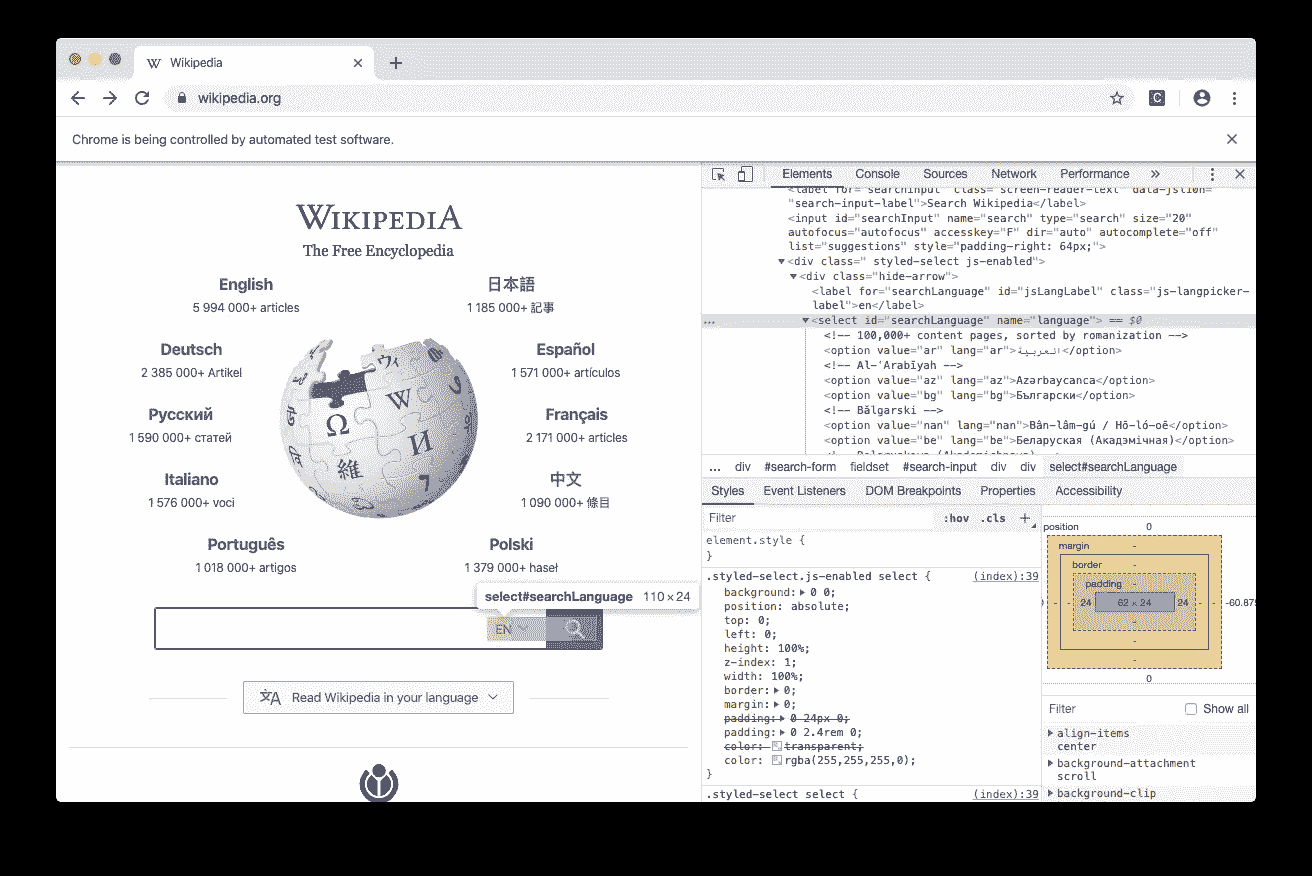 Wikipedia
wikipedia.org
Chrome is being controlled by automated test software.
WIKIPEDIA
The Free Encyclopedia
English
5 994 000+ articles
日本語
1 185 000+ 記事
Deutsch
2 385 000+ Artikel
Español
1 571 000+ artículos
Русский
1 590 000+ статей
Français
2 171 000+ articles
Italiano
1 576 000+ voci
中文
1 090 000+ 條目
Português
1 018 000+ artigos
Polski
1 379 000+ haseł
Ω
W
И
維
select#searchLanguage 110 × 24
EN
Read Wikipedia in your language
Elements Console Sources Network Performance »
<label for="searchInput" class="screen-reader-text" data-jsl10n=
"search-input-label">Search Wikipedia</label>
<input id="searchInput" name="search" type="search" size="20"
autofocus="autofocus" accesskey="F" dir="auto" autocomplete="off"
list="suggestions" style="padding-right: 64px;">
▼<div class=" styled-select js-enabled">
▼<div class="hide-arrow">
<label for="searchLanguage" id="jsLangLabel" class="js-langpicker-
label">en</label>
… ▼<select id="searchLanguage" name="language"> == $0
<!-- 100,000+ content pages, sorted by romanization -->
<option value="ar" lang="ar">العربية</option>
<!-- Al-ʿArabīyah -->
<option value="az" lang="az">Azərbaycanca</option>
<option value="bg" lang="bg">Български</option>
<!-- Bǎlgarski -->
<option value="nan" lang="nan">Bân-lâm-gú / Hō-ló-oē</option>
<option value="be" lang="be">Беларуская (Акадэмічная)</option>
… div #search-form fieldset #search-input div div select#searchLanguage
Styles Event Listeners DOM Breakpoints Properties Accessibility
Filter :hov .cls +
element.style {
}
.styled-select.js-enabled select { (index):39
background:▶ 0 0;
position: absolute;
top: 0;
left: 0;
height: 100%;
z-index: 1;
width: 100%;
border:▶ 0;
margin:▶ 0;
padding:▶ 0 24px 0;
padding:▶ 0 2.4rem 0;
color: transparent;
color: rgba(255,255,255,0);
}
.styled-select select { (index):39
position 0
margin -
border -
padding -
24 62 × 24 24
-60.875
-
-
-
0
Filter Show all
▶ align-items
center
▶ background-attachment
scroll
▶ background-clip